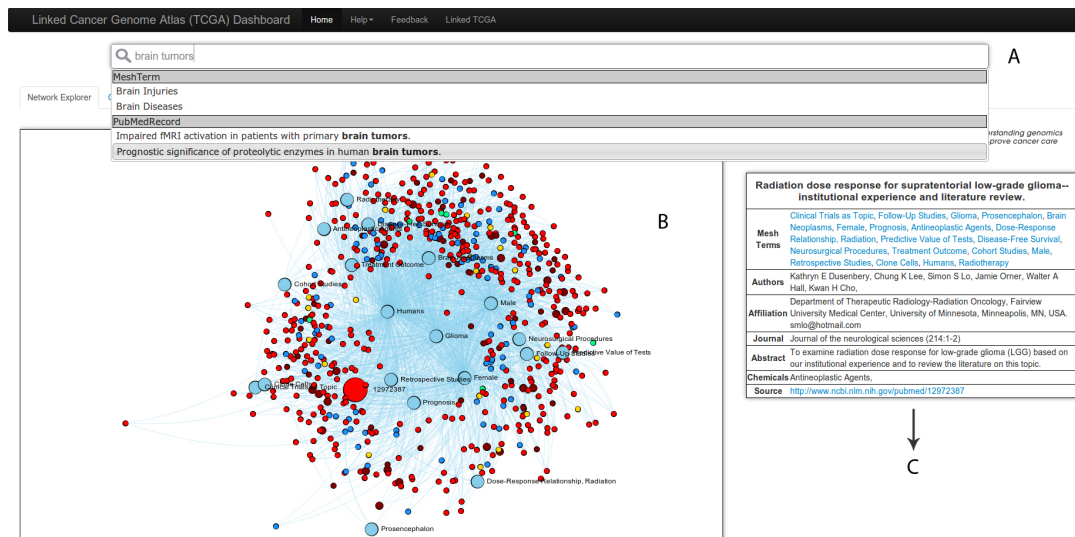 Linked Cancer Genome Atlas (TCGA) Dashboard Home Help Feedback Linked TCGA
brain tumors
A
MeshTerm
Brain Injuries
Brain Diseases
PubMedRecord
Impaired fMRI activation in patients with primary brain tumors.
Prognostic significance of proteolytic enzymes in human brain tumors.
Network Explorer
rstanding genomics
prove cancer care
B
Treatment Outcome
Cohort Studies
Male
Humans
Glioma
Neurosurgical Procedures
Follow-Up Studies
Predictive Value of Tests
Retrospective Studies
Female
12972387
Prognosis
Dose-Response Relationship, Radiation
Prosencephalon
Radiation dose response for supratentorial low-grade glioma--
institutional experience and literature review.
Mesh Terms
Clinical Trials as Topic, Follow-Up Studies, Glioma, Prosencephalon, Brain
Neoplasms, Female, Prognosis, Antineoplastic Agents, Dose-Response
Relationship, Radiation, Predictive Value of Tests, Disease-Free Survival,
Neurosurgical Procedures, Treatment Outcome, Cohort Studies, Male,
Retrospective Studies, Clone Cells, Humans, Radiotherapy
Authors
Kathryn E Dusenbery, Chung K Lee, Simon S Lo, Jamie Orner, Walter A
Hall, Kwan H Cho,
Affiliation
Department of Therapeutic Radiology-Radiation Oncology, Fairview
University Medical Center, University of Minnesota, Minneapolis, MN, USA.
smlo@hotmail.com
Journal Journal of the neurological sciences (214:1-2)
Abstract
To examine radiation dose response for low-grade glioma (LGG) based on
our institutional experience and to review the literature on this topic.
Chemicals Antineoplastic Agents,
Source http://www.ncbi.nlm.nih.gov/pubmed/12972387
C